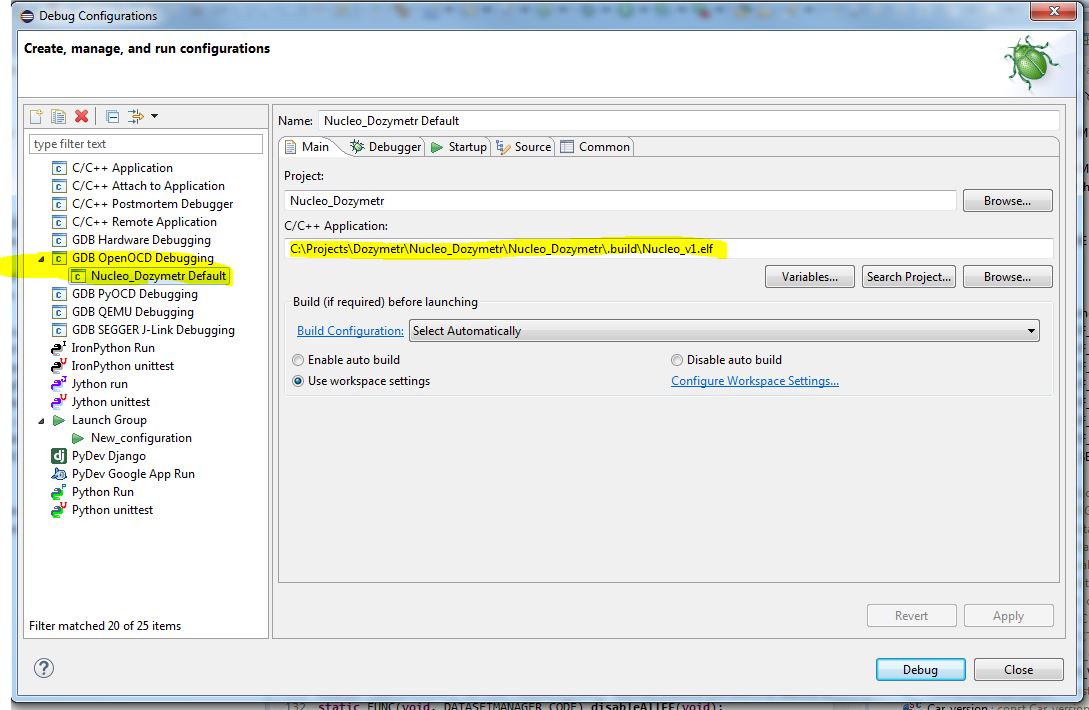 Debug Configurations
Create, manage, and run configurations
type filter text
C/C++ Application
C/C++ Attach to Application
C/C++ Postmortem Debugger
C/C++ Remote Application
GDB Hardware Debugging
GDB OpenOCD Debugging
Nucleo_Dozymetr Default
GDB PyOCD Debugging
GDB QEMU Debugging
GDB SEGGER J-Link Debugging
IronPython Run
IronPython unittest
Jython run
Jython unittest
Launch Group
New_configuration
PyDev Django
PyDev Google App Run
Python Run
Python unittest
Filter matched 20 of 25 items
Name: Nucleo_Dozymetr Default
Main Debugger Startup Source Common
Project:
Nucleo_Dozymetr Browse...
C/C++ Application:
C:\Projects\Dozymetr\Nucleo_Dozymetr\Nucleo_Dozymetr\.build\Nucleo_v1.elf
Variables... Search Project... Browse...
Build (if required) before launching
Build Configuration: Select Automatically
Enable auto build Disable auto build
Use workspace settings Configure Workspace Settings...
Revert Apply
Debug Close
132 static FUNC(void, DATASETMANAGER_CODE) disableALIFE(void);
Car_version : const Car_version